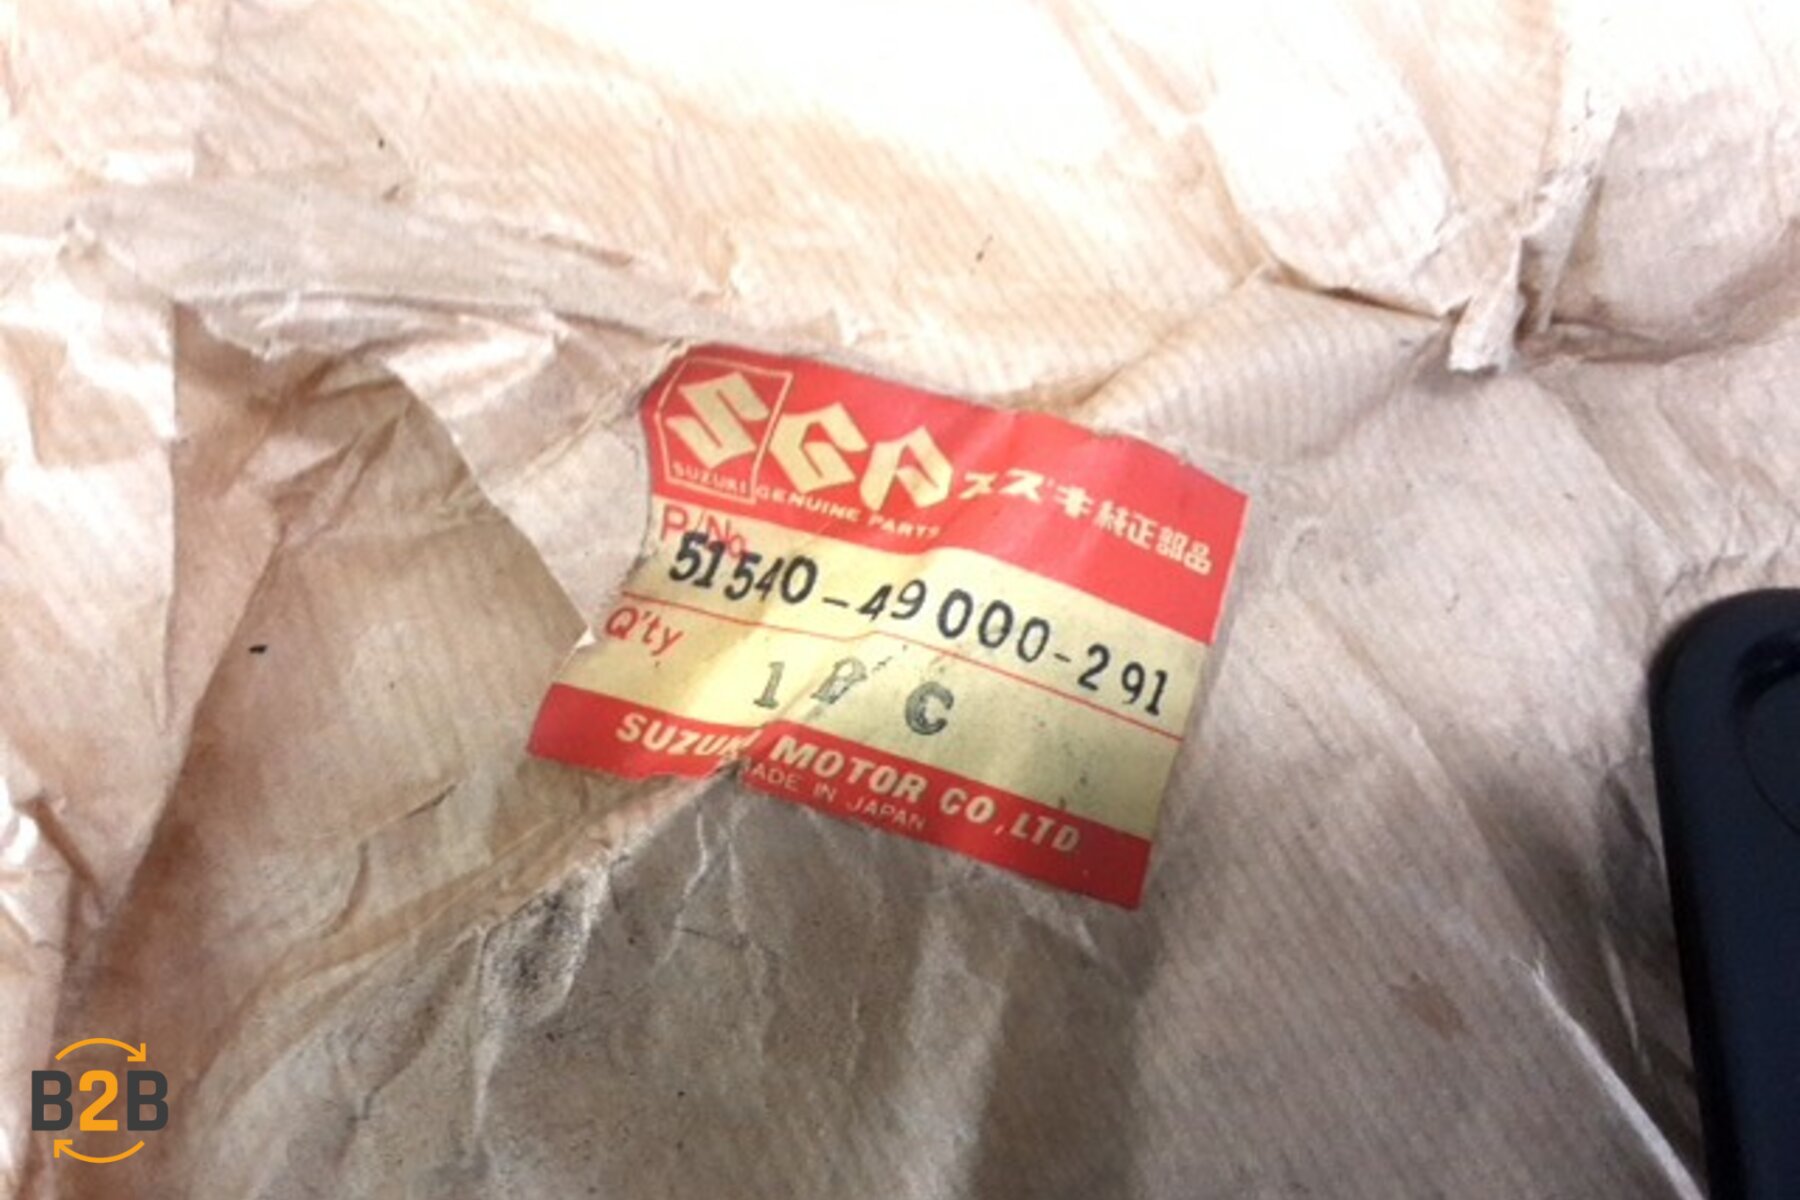 SGP スズキ純正部品
SUZUKI GENUINE PARTS
P/No.
51540-49000-291
Q'ty
1 P C
SUZUKI MOTOR CO., LTD
MADE IN JAPAN
B2B